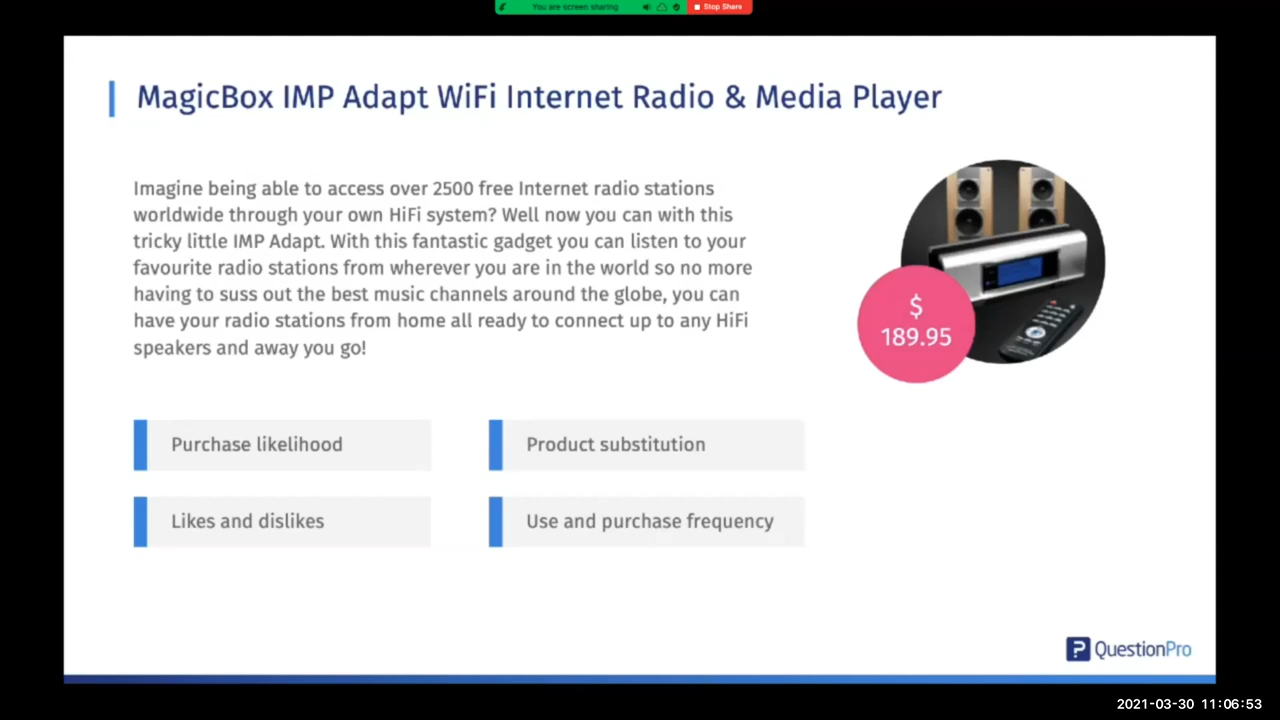 You are screen sharing
Stop Share
MagicBox IMP Adapt WiFi Internet Radio & Media Player
Imagine being able to access over 2500 free Internet radio stations
worldwide through your own HiFi system? Well now you can with this
tricky little IMP Adapt. With this fantastic gadget you can listen to your
favourite radio stations from wherever you are in the world so no more
having to suss out the best music channels around the globe, you can
have your radio stations from home all ready to connect up to any HiFi
speakers and away you go!
$
189.95
Purchase likelihood
Product substitution
Likes and dislikes
Use and purchase frequency
QuestionPro
2021-03-30 11:06:53